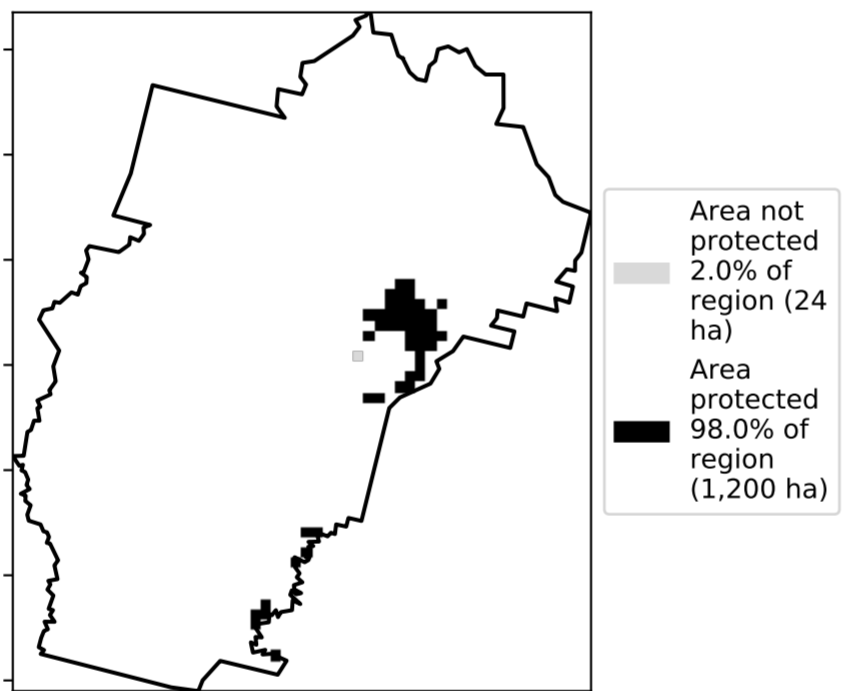 Area not
protected
2.0% of
region (24
ha)
Area
protected
98.0% of
region
(1,200 ha)